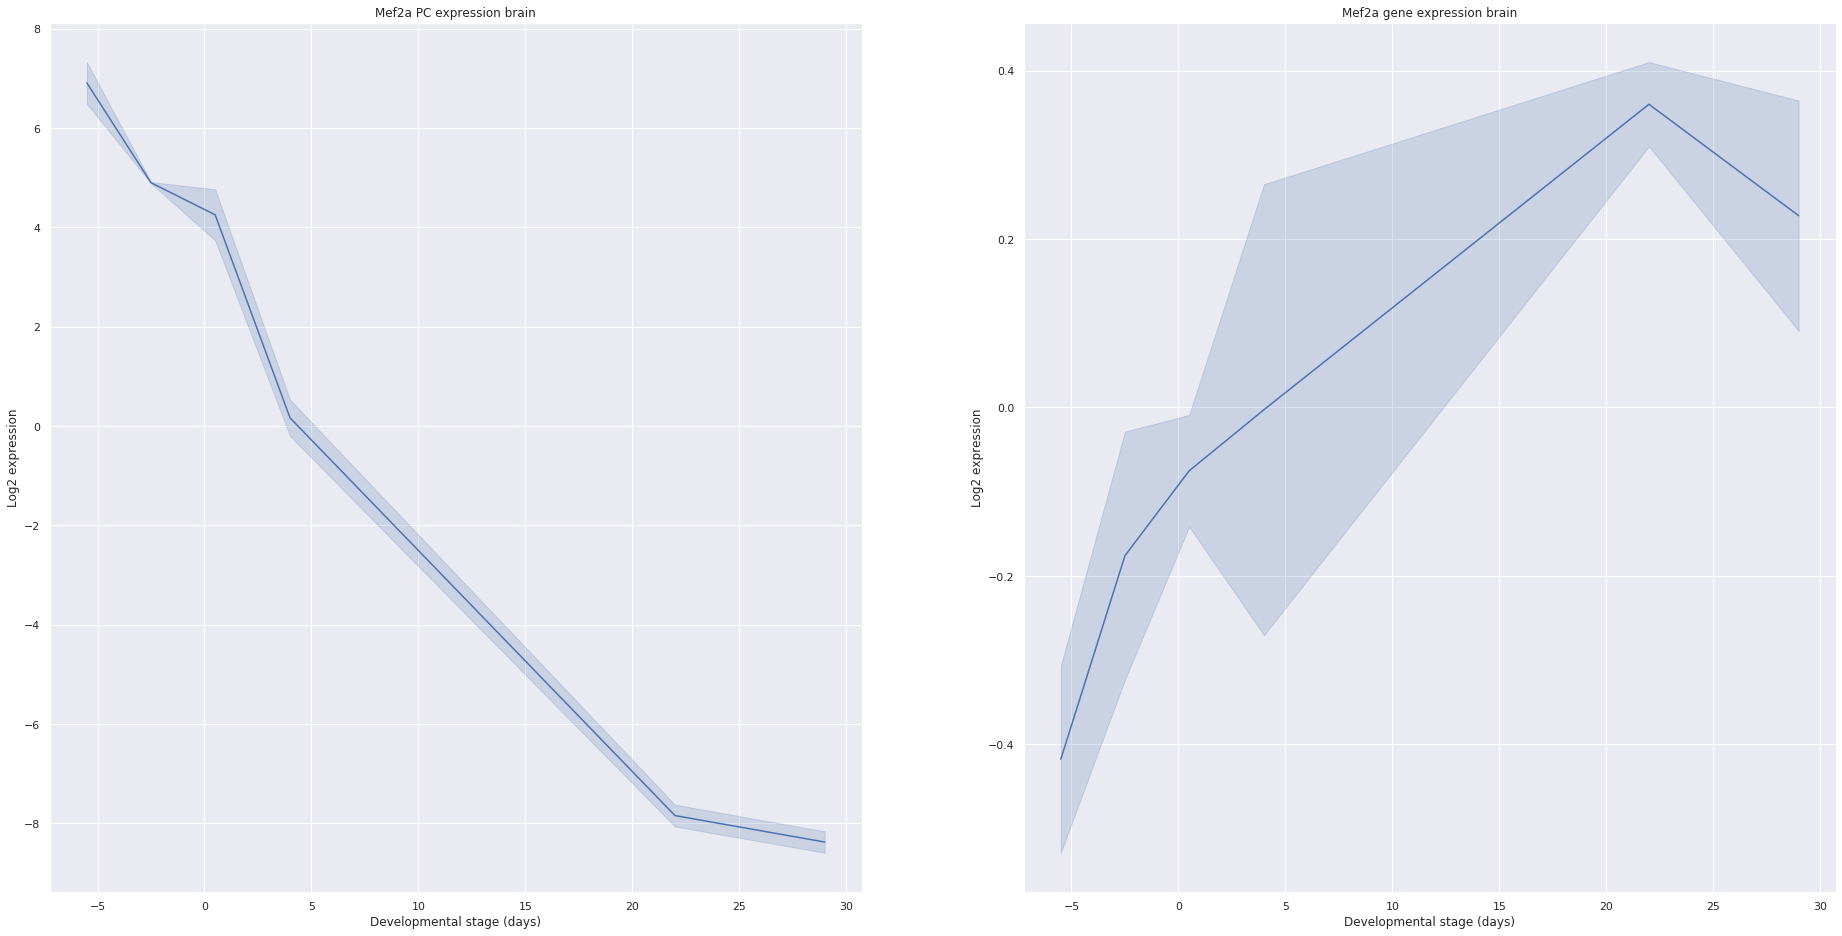 Mef2a PC expression brain
8
6
4
2
0
−2
−4
−6
−8
Log2 expression
−5 0 5 10 15 20 25 30
Developmental stage (days)
Mef2a gene expression brain
0.4
0.2
0.0
−0.2
−0.4
Log2 expression
−5 0 5 10 15 20 25 30
Developmental stage (days)